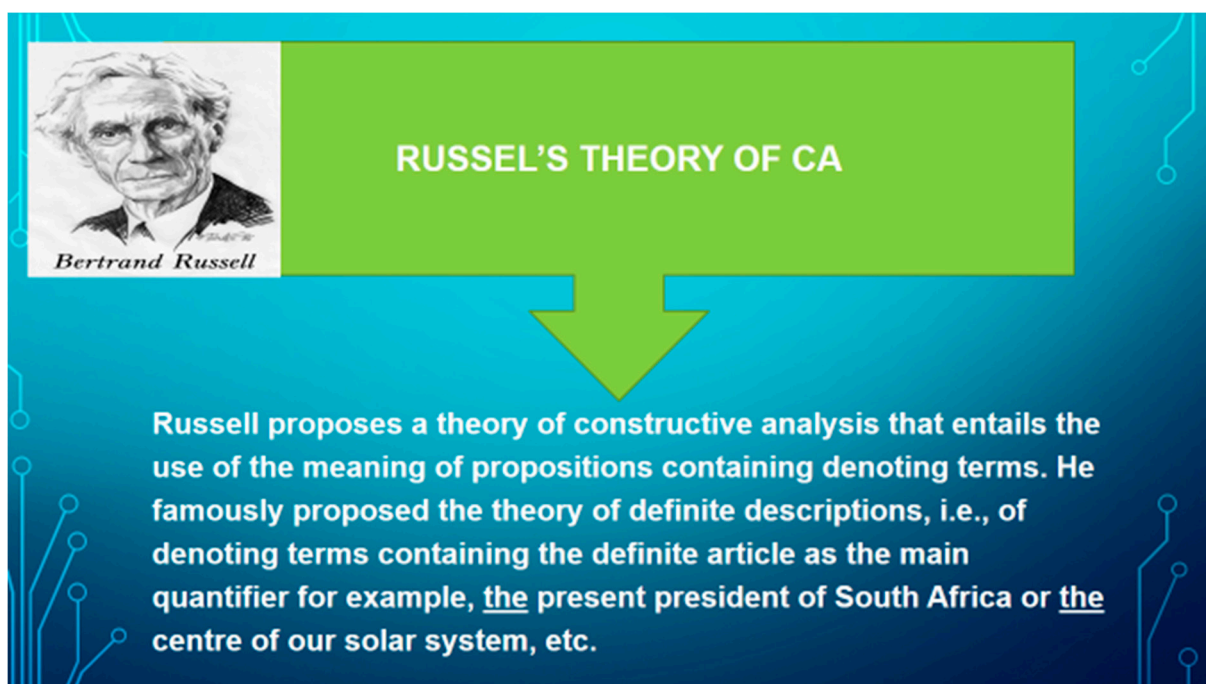 RUSSEL'S THEORY OF CA
Bertrand Russell
Russell proposes a theory of constructive analysis that entails the
use of the meaning of propositions containing denoting terms. He
famously proposed the theory of definite descriptions, i.e., of
denoting terms containing the definite article as the main
quantifier for example, the present president of South Africa or the
centre of our solar system, etc.